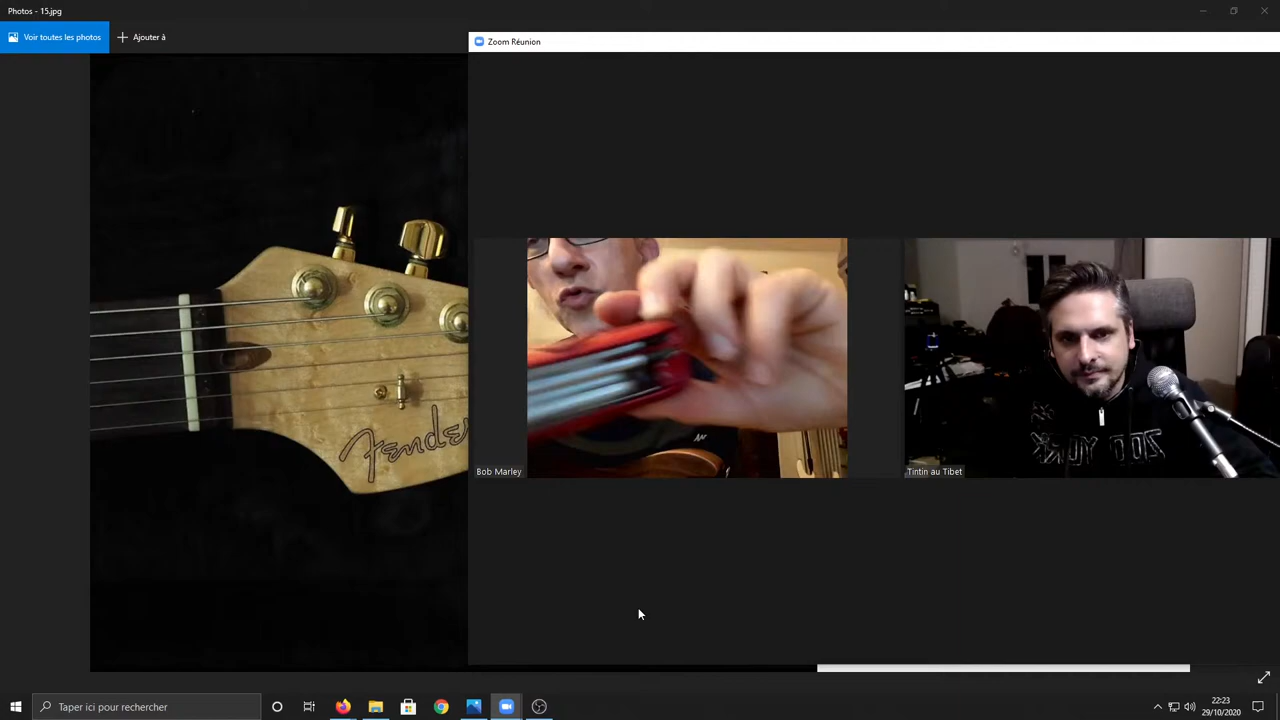 Photos - 15.jpg
Voir toutes les photos
Ajouter à
Zoom Réunion
Fender
Bob Marley
Tintin au Tibet
Taper ici pour rechercher
22:23
29/10/2020